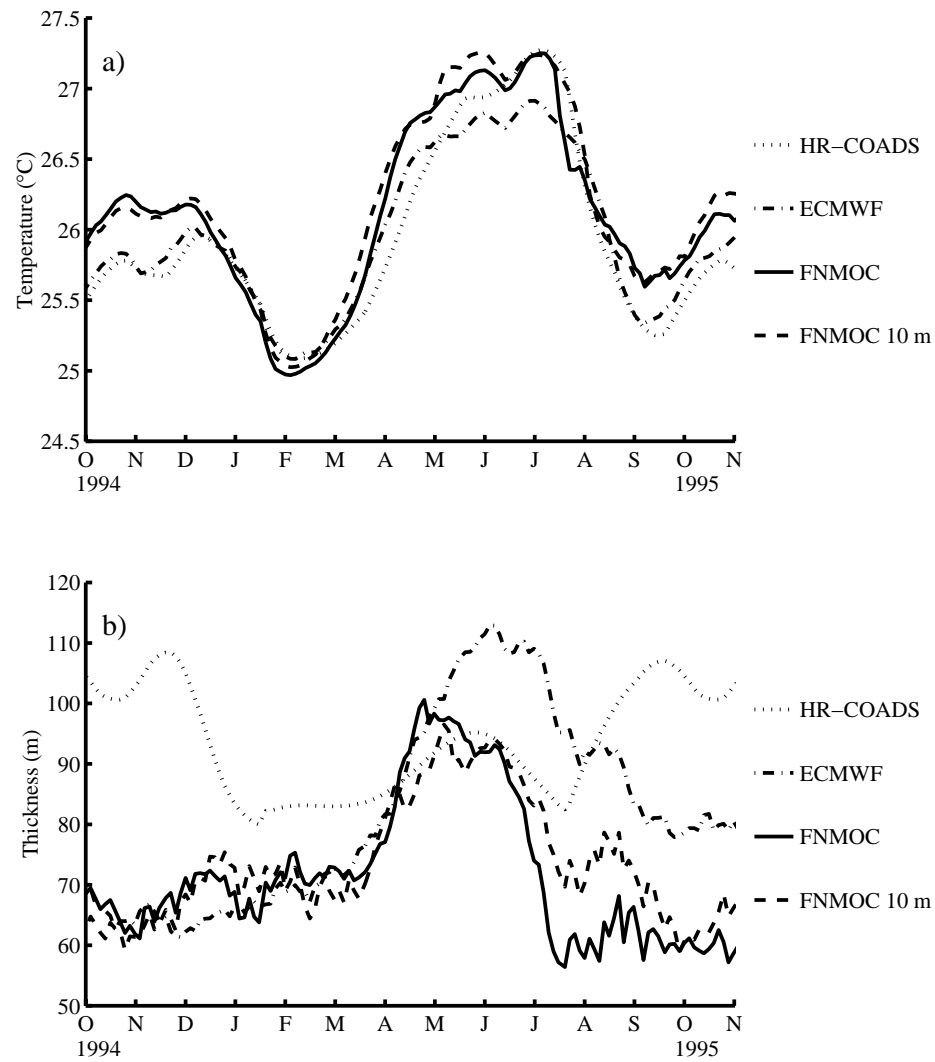 27.5
27
26.5
26
25.5
25
24.5
Temperature (°C)
a)
O N D J F M A M J J A S O N
1994 1995
HR−COADS
ECMWF
FNMOC
FNMOC 10 m
120
110
100
90
80
70
60
50
Thickness (m)
b)
O N D J F M A M J J A S O N
1994 1995
HR−COADS
ECMWF
FNMOC
FNMOC 10 m